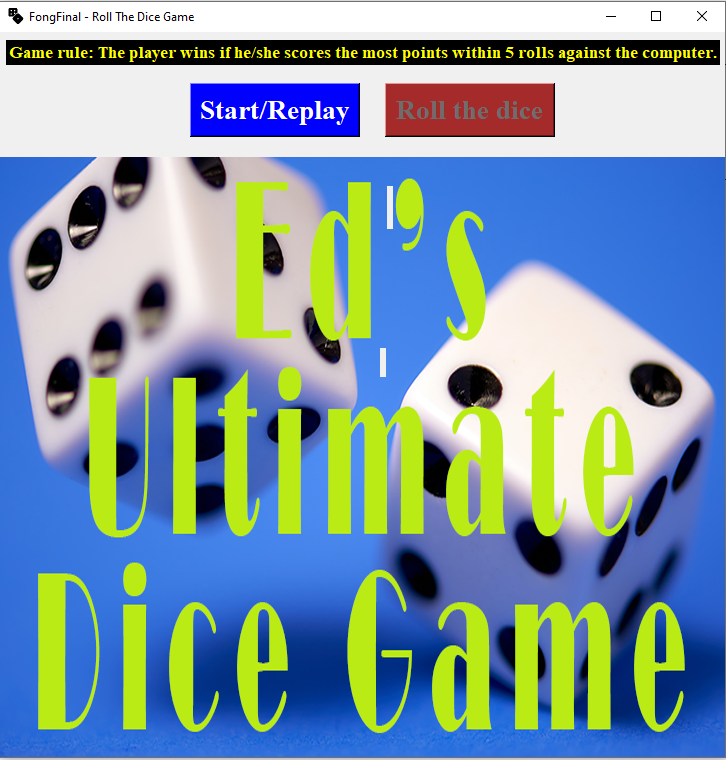 FongFinal - Roll The Dice Game
Game rule: The player wins if he/she scores the most points within 5 rolls against the computer.
Start/Replay
Roll the dice
Ed's
Ultimate
Dice Game